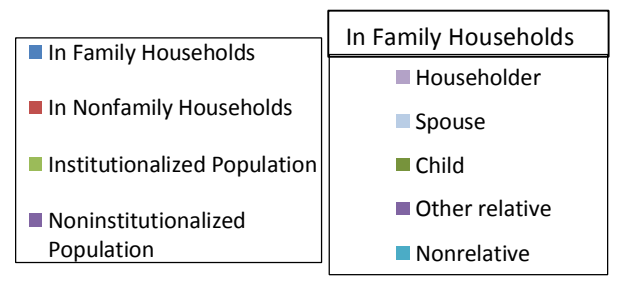 In Family Households
In Nonfamily Households
Institutionalized Population
Noninstitutionalized
Population
In Family Households
Householder
Spouse
Child
Other relative
Nonrelative